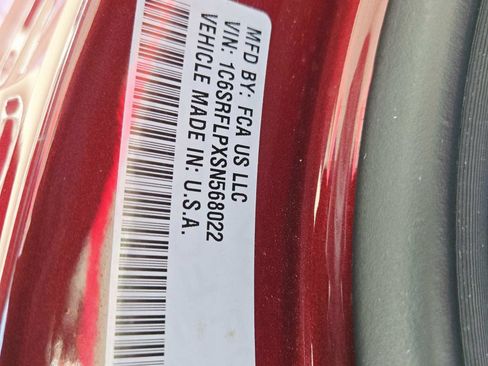 MFD BY: FCA US LLC
VIN: 1C6SRFLPXSN568022
VEHICLE MADE IN: U.S.A.